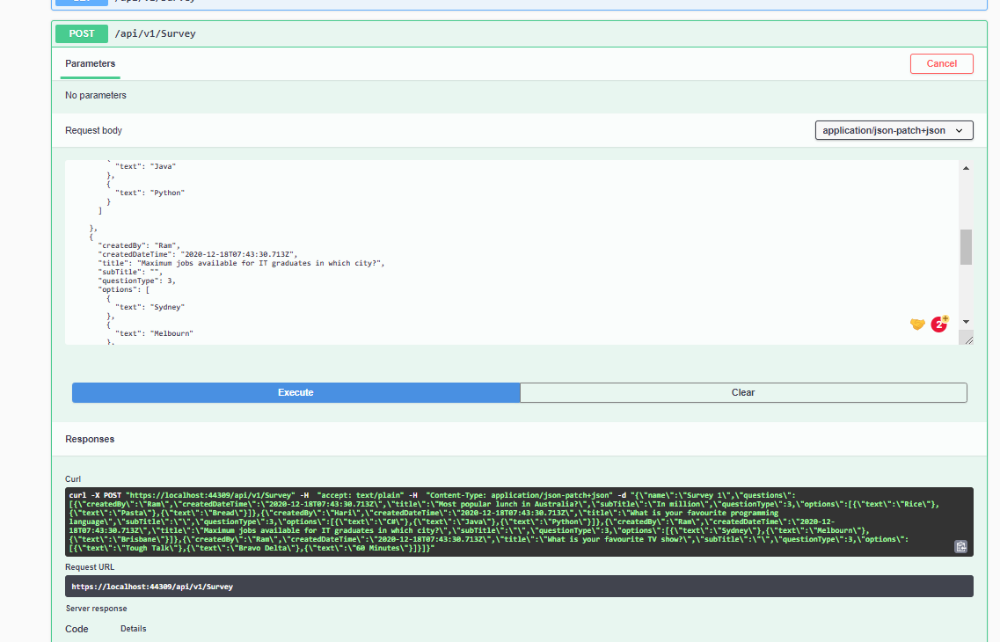 /api/v1/Survey
POST /api/v1/Survey
Parameters
Cancel
No parameters
Request body
application/json-patch+json
"text": "Java"
},
{
"text": "Python"
}
]
},
{
"createdBy": "Ram",
"createdDateTime": "2020-12-18T07:43:30.713Z",
"title": "Maximum jobs available for IT graduates in which city?",
"subTitle": "",
"questionType": 3,
"options": [
{
"text": "Sydney"
},
{
"text": "Melbourn"
},
2
Execute
Clear
Responses
Curl
curl -X POST "https://localhost:44309/api/v1/Survey" -H  "accept: text/plain" -H  "Content-Type: application/json-patch+json" -d "{\"name\":\"Survey 1\",\"questions\":
[{\"createdBy\":\"Ram\",\"createdDateTime\":\"2020-12-18T07:43:30.713Z\",\"title\":\"Most popular lunch in Australia?\",\"subTitle\":\"In million\",\"questionType\":3,\"options\":[{\"text\":\"Rice\"},
{\"text\":\"Pasta\"},{\"text\":\"Bread\"}]},{\"createdBy\":\"Hari\",\"createdDateTime\":\"2020-12-18T07:43:30.713Z\",\"title\":\"What is your favourite programming
language\",\"subTitle\":\"\",\"questionType\":3,\"options\":[{\"text\":\"C#\"},{\"text\":\"Java\"},{\"text\":\"Python\"}]},{\"createdBy\":\"Ram\",\"createdDateTime\":\"2020-12-
18T07:43:30.713Z\",\"title\":\"Maximum jobs available for IT graduates in which city?\",\"subTitle\":\"\",\"questionType\":3,\"options\":[{\"text\":\"Sydney\"},{\"text\":\"Melbourn\"},
{\"text\":\"Brisbane\"}]},{\"createdBy\":\"Ram\",\"createdDateTime\":\"2020-12-18T07:43:30.713Z\",\"title\":\"What is your favourite TV show?\",\"subTitle\":\"\",\"questionType\":3,\"options\":
[{\"text\":\"Tough Talk\"},{\"text\":\"Bravo Delta\"},{\"text\":\"60 Minutes\"}]}]}"
Request URL
https://localhost:44309/api/v1/Survey
Server response
Code Details